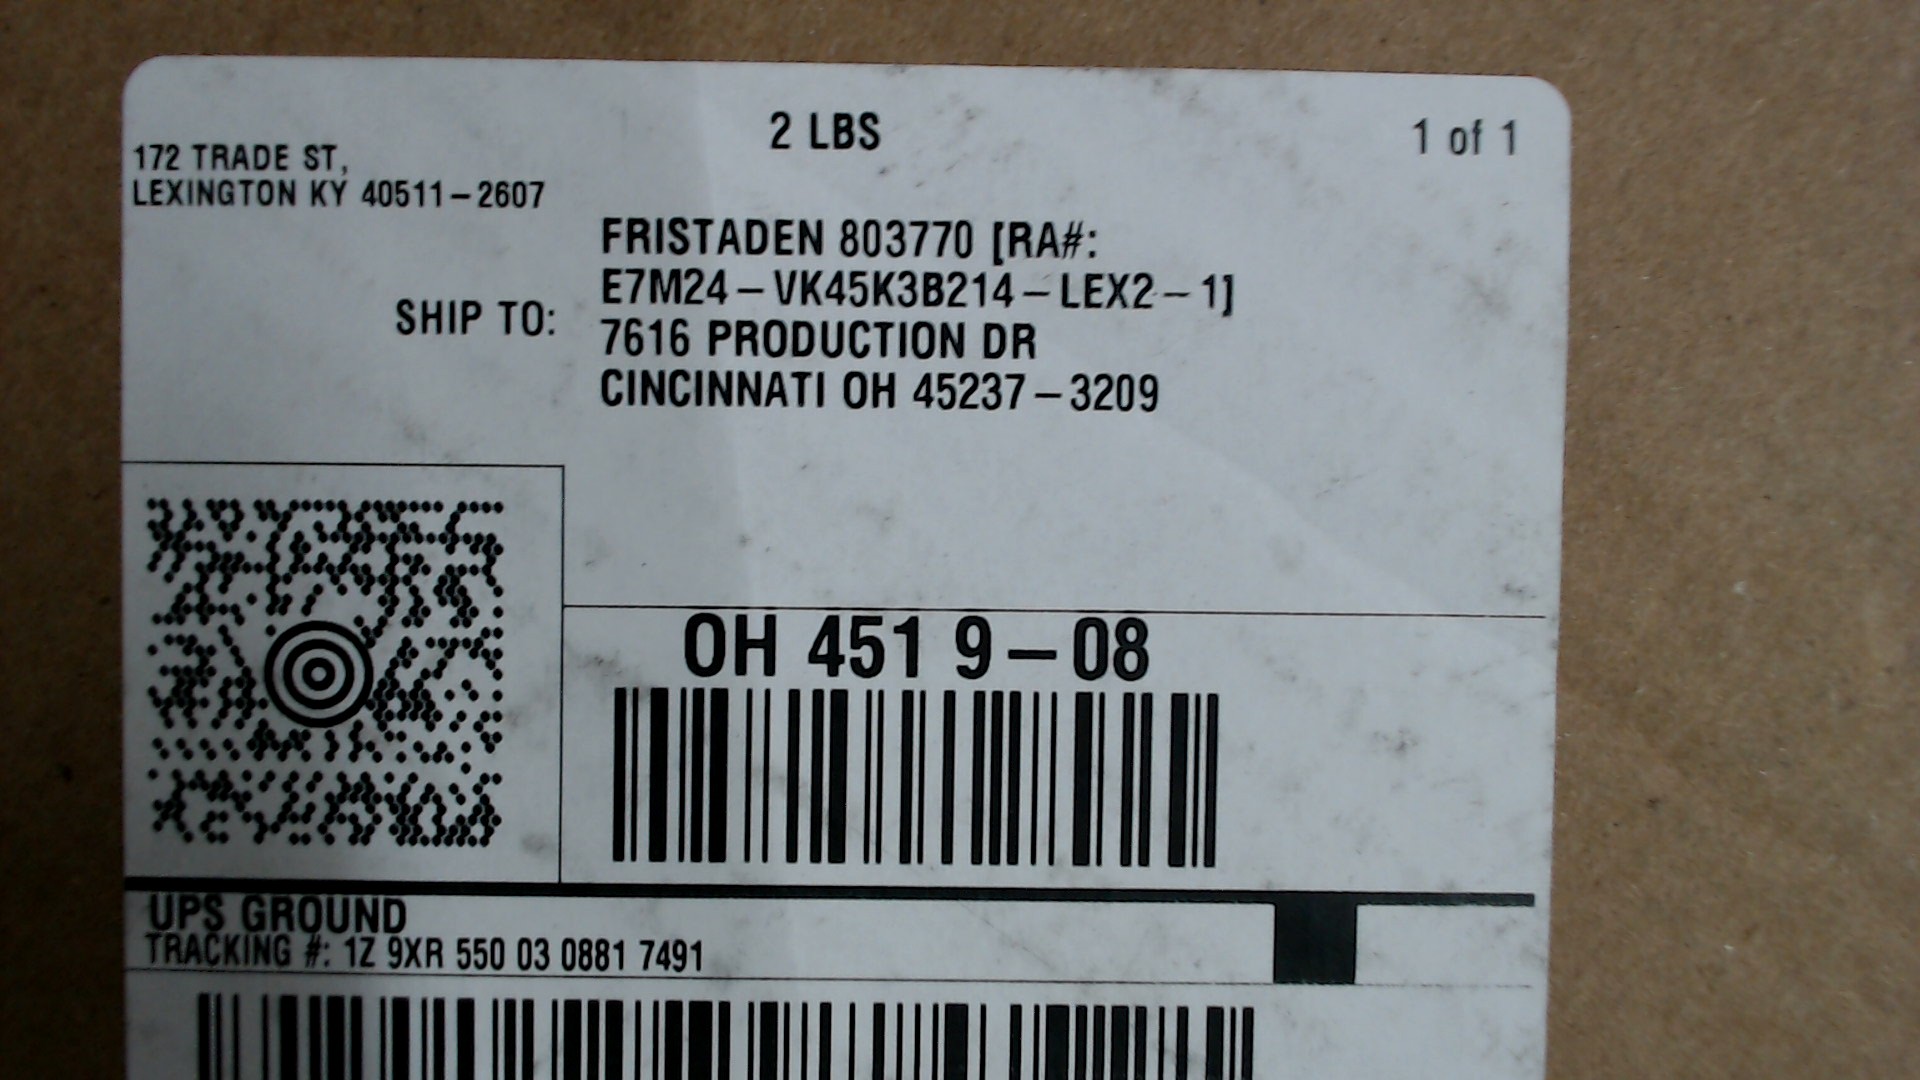 2 LBS
1 of 1
172 TRADE ST,
LEXINGTON KY 40511-2607
FRISTADEN 803770 [RA#:
E7M24-VK45K3B214-LEX2-1]
SHIP TO:
7616 PRODUCTION DR
CINCINNATI OH 45237-3209
OH 451 9-08
UPS GROUND
TRACKING #: 1Z 9XR 550 03 0881 7491